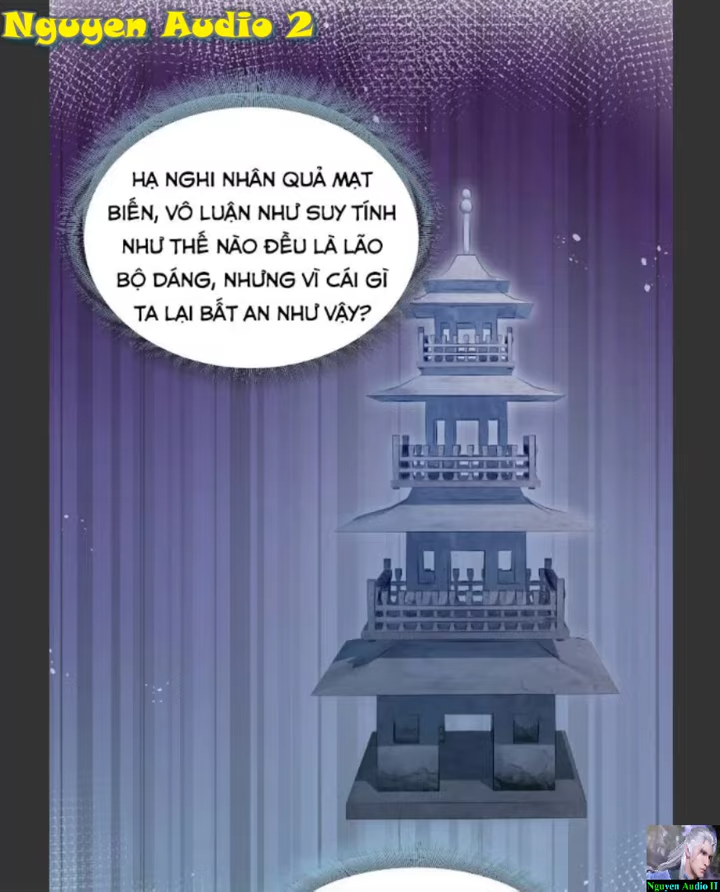 Nguyen Audio 2
HẠ NGHI NHÂN QUẢ MẠT
BIẾN, VÔ LUẬN NHƯ SUY TÍNH
NHƯ THẾ NÀO ĐỀU LÀ LÃO
BỘ DÁNG, NHƯNG VÌ CÁI GÌ
TA LẠI BẤT AN NHƯ VẬY?
Nguyen Audio II